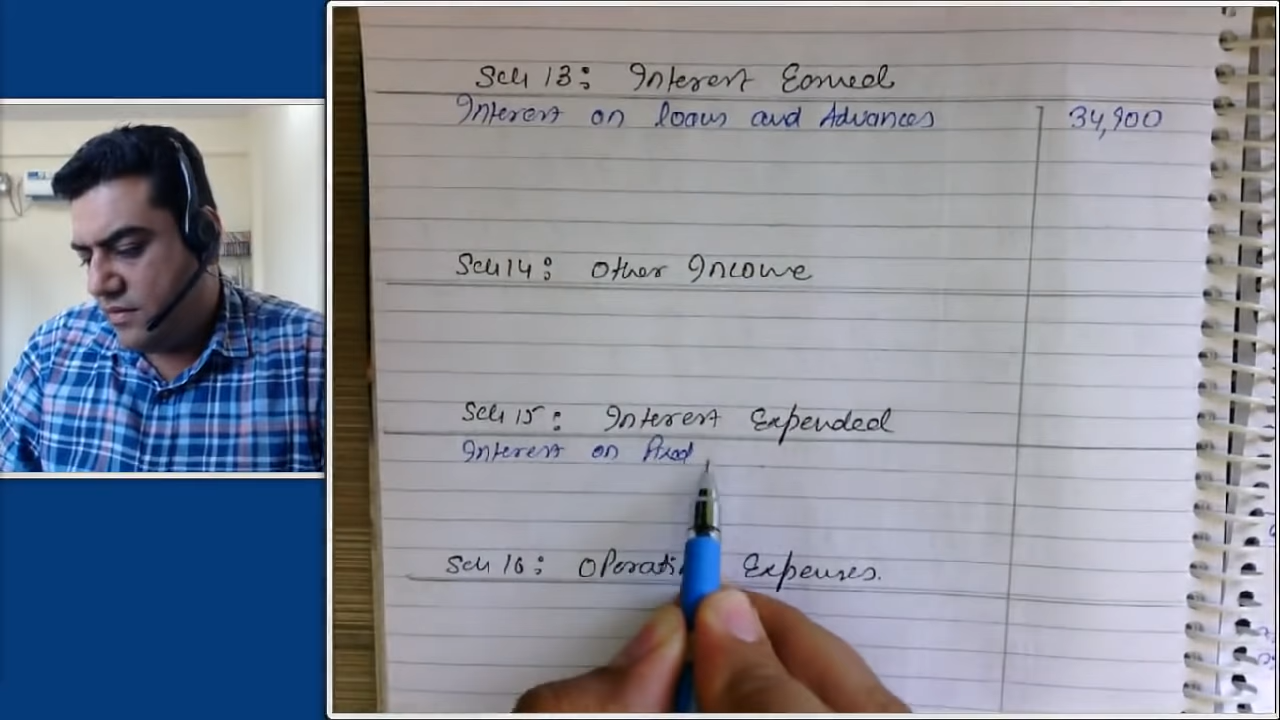 Sch 13: Interest Earned
Interest on loans and Advances 34,900
Sch 14: Other Income
Sch 15: Interest Expended
Interest on Fixed
Sch 16: Operati Expenses.